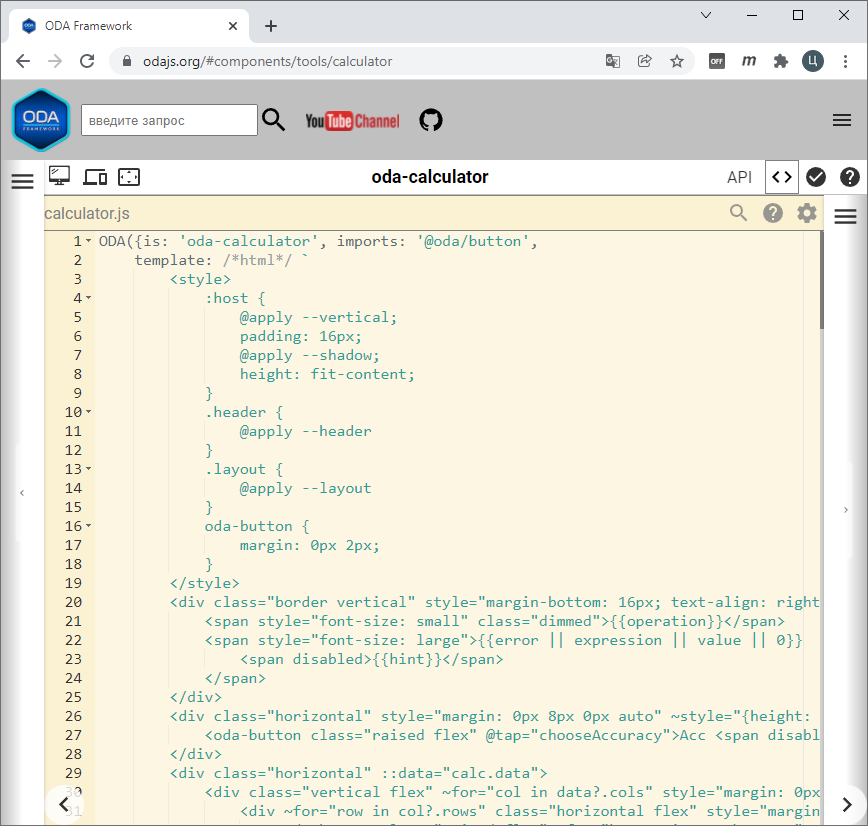 ODA Framework
odajs.org/#components/tools/calculator
OFF
m
Ц
ODA
FRAMEWORK
введите запрос
YouTube Channel
oda-calculator
API
calculator.js
1 ODA({is: 'oda-calculator', imports: '@oda/button',
2 template: /*html*/ `
3 <style>
4 :host {
5 @apply --vertical;
6 padding: 16px;
7 @apply --shadow;
8 height: fit-content;
9 }
10 .header {
11 @apply --header
12 }
13 .layout {
14 @apply --layout
15 }
16 oda-button {
17 margin: 0px 2px;
18 }
19 </style>
20 <div class="border vertical" style="margin-bottom: 16px; text-align: right
21 <span style="font-size: small" class="dimmed">{{operation}}</span>
22 <span style="font-size: large">{{error || expression || value || 0}}
23 <span disabled>{{hint}}</span>
24 </span>
25 </div>
26 <div class="horizontal" style="margin: 0px 8px 0px auto" ~style="{height:
27 <oda-button class="raised flex" @tap="chooseAccuracy">Acc <span disabl
28 </div>
29 <div class="horizontal" ::data="calc.data">
30 <div class="vertical flex" ~for="col in data?.cols" style="margin: 0px
31 <div ~for="row in col?.rows" class="horizontal flex" style="margin